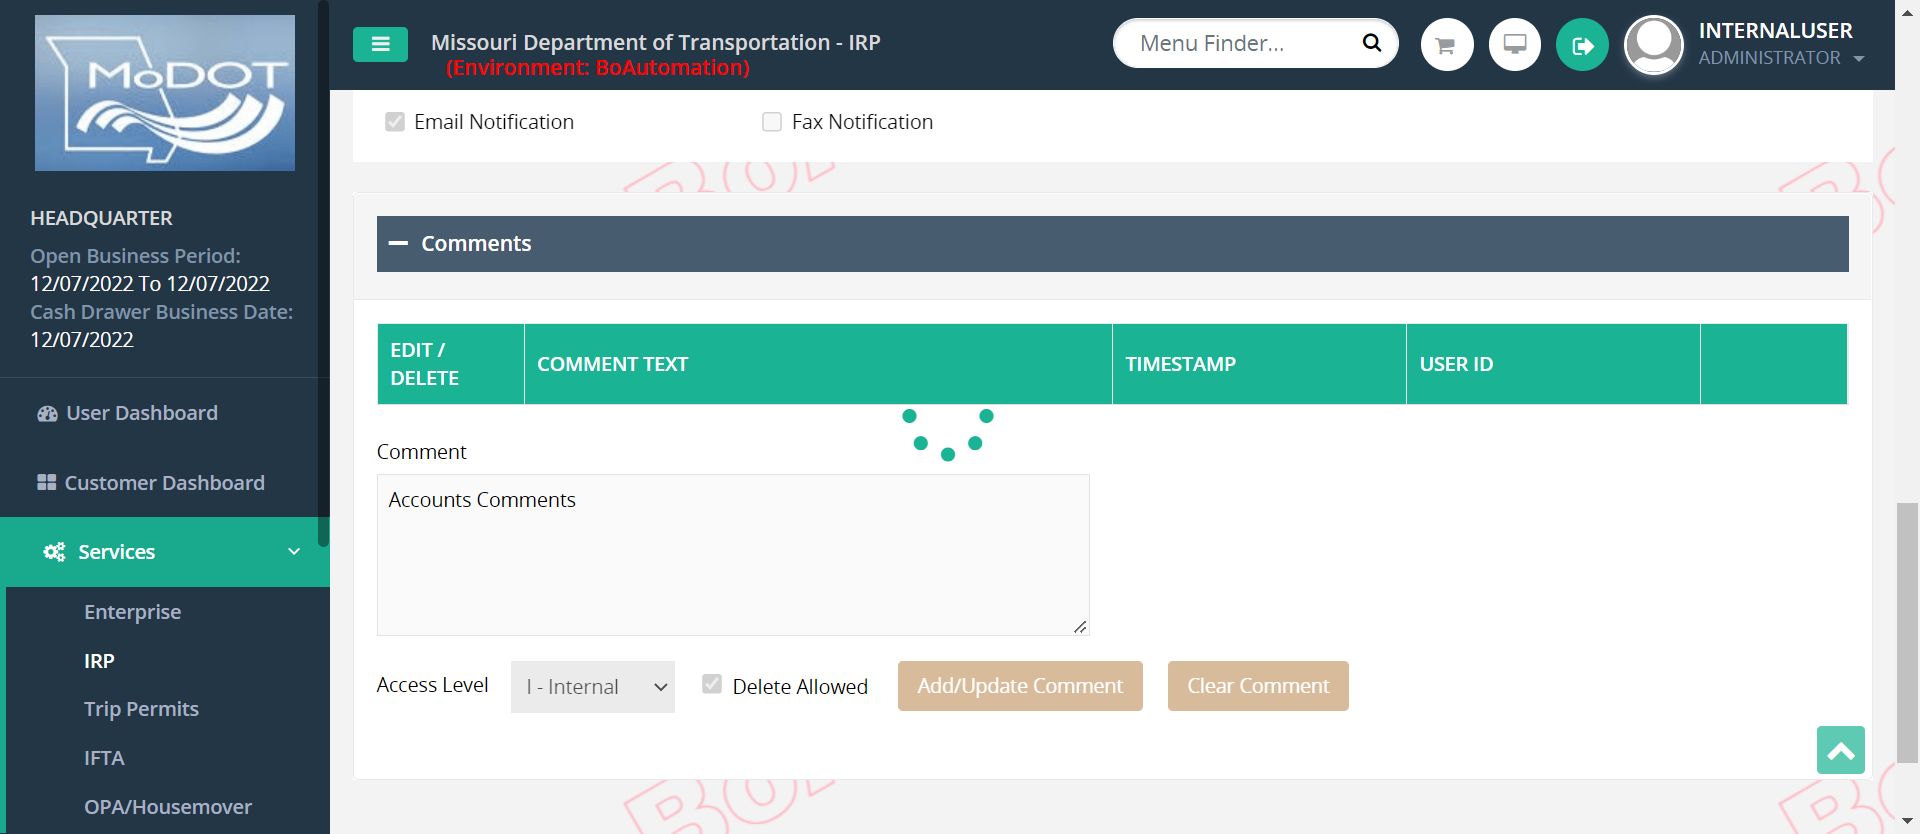 MoDOT
HEADQUARTER
Open Business Period:
12/07/2022 To 12/07/2022
Cash Drawer Business Date:
12/07/2022
User Dashboard
Customer Dashboard
Services
Enterprise
IRP
Trip Permits
IFTA
OPA/Housemover
Missouri Department of Transportation - IRP
(Environment: BoAutomation)
Menu Finder...
INTERNALUSER
ADMINISTRATOR
Email Notification
Fax Notification
Comments
EDIT /
DELETE
COMMENT TEXT
TIMESTAMP
USER ID
Comment
Accounts Comments
Access Level
I - Internal
Delete Allowed
Add/Update Comment
Clear Comment